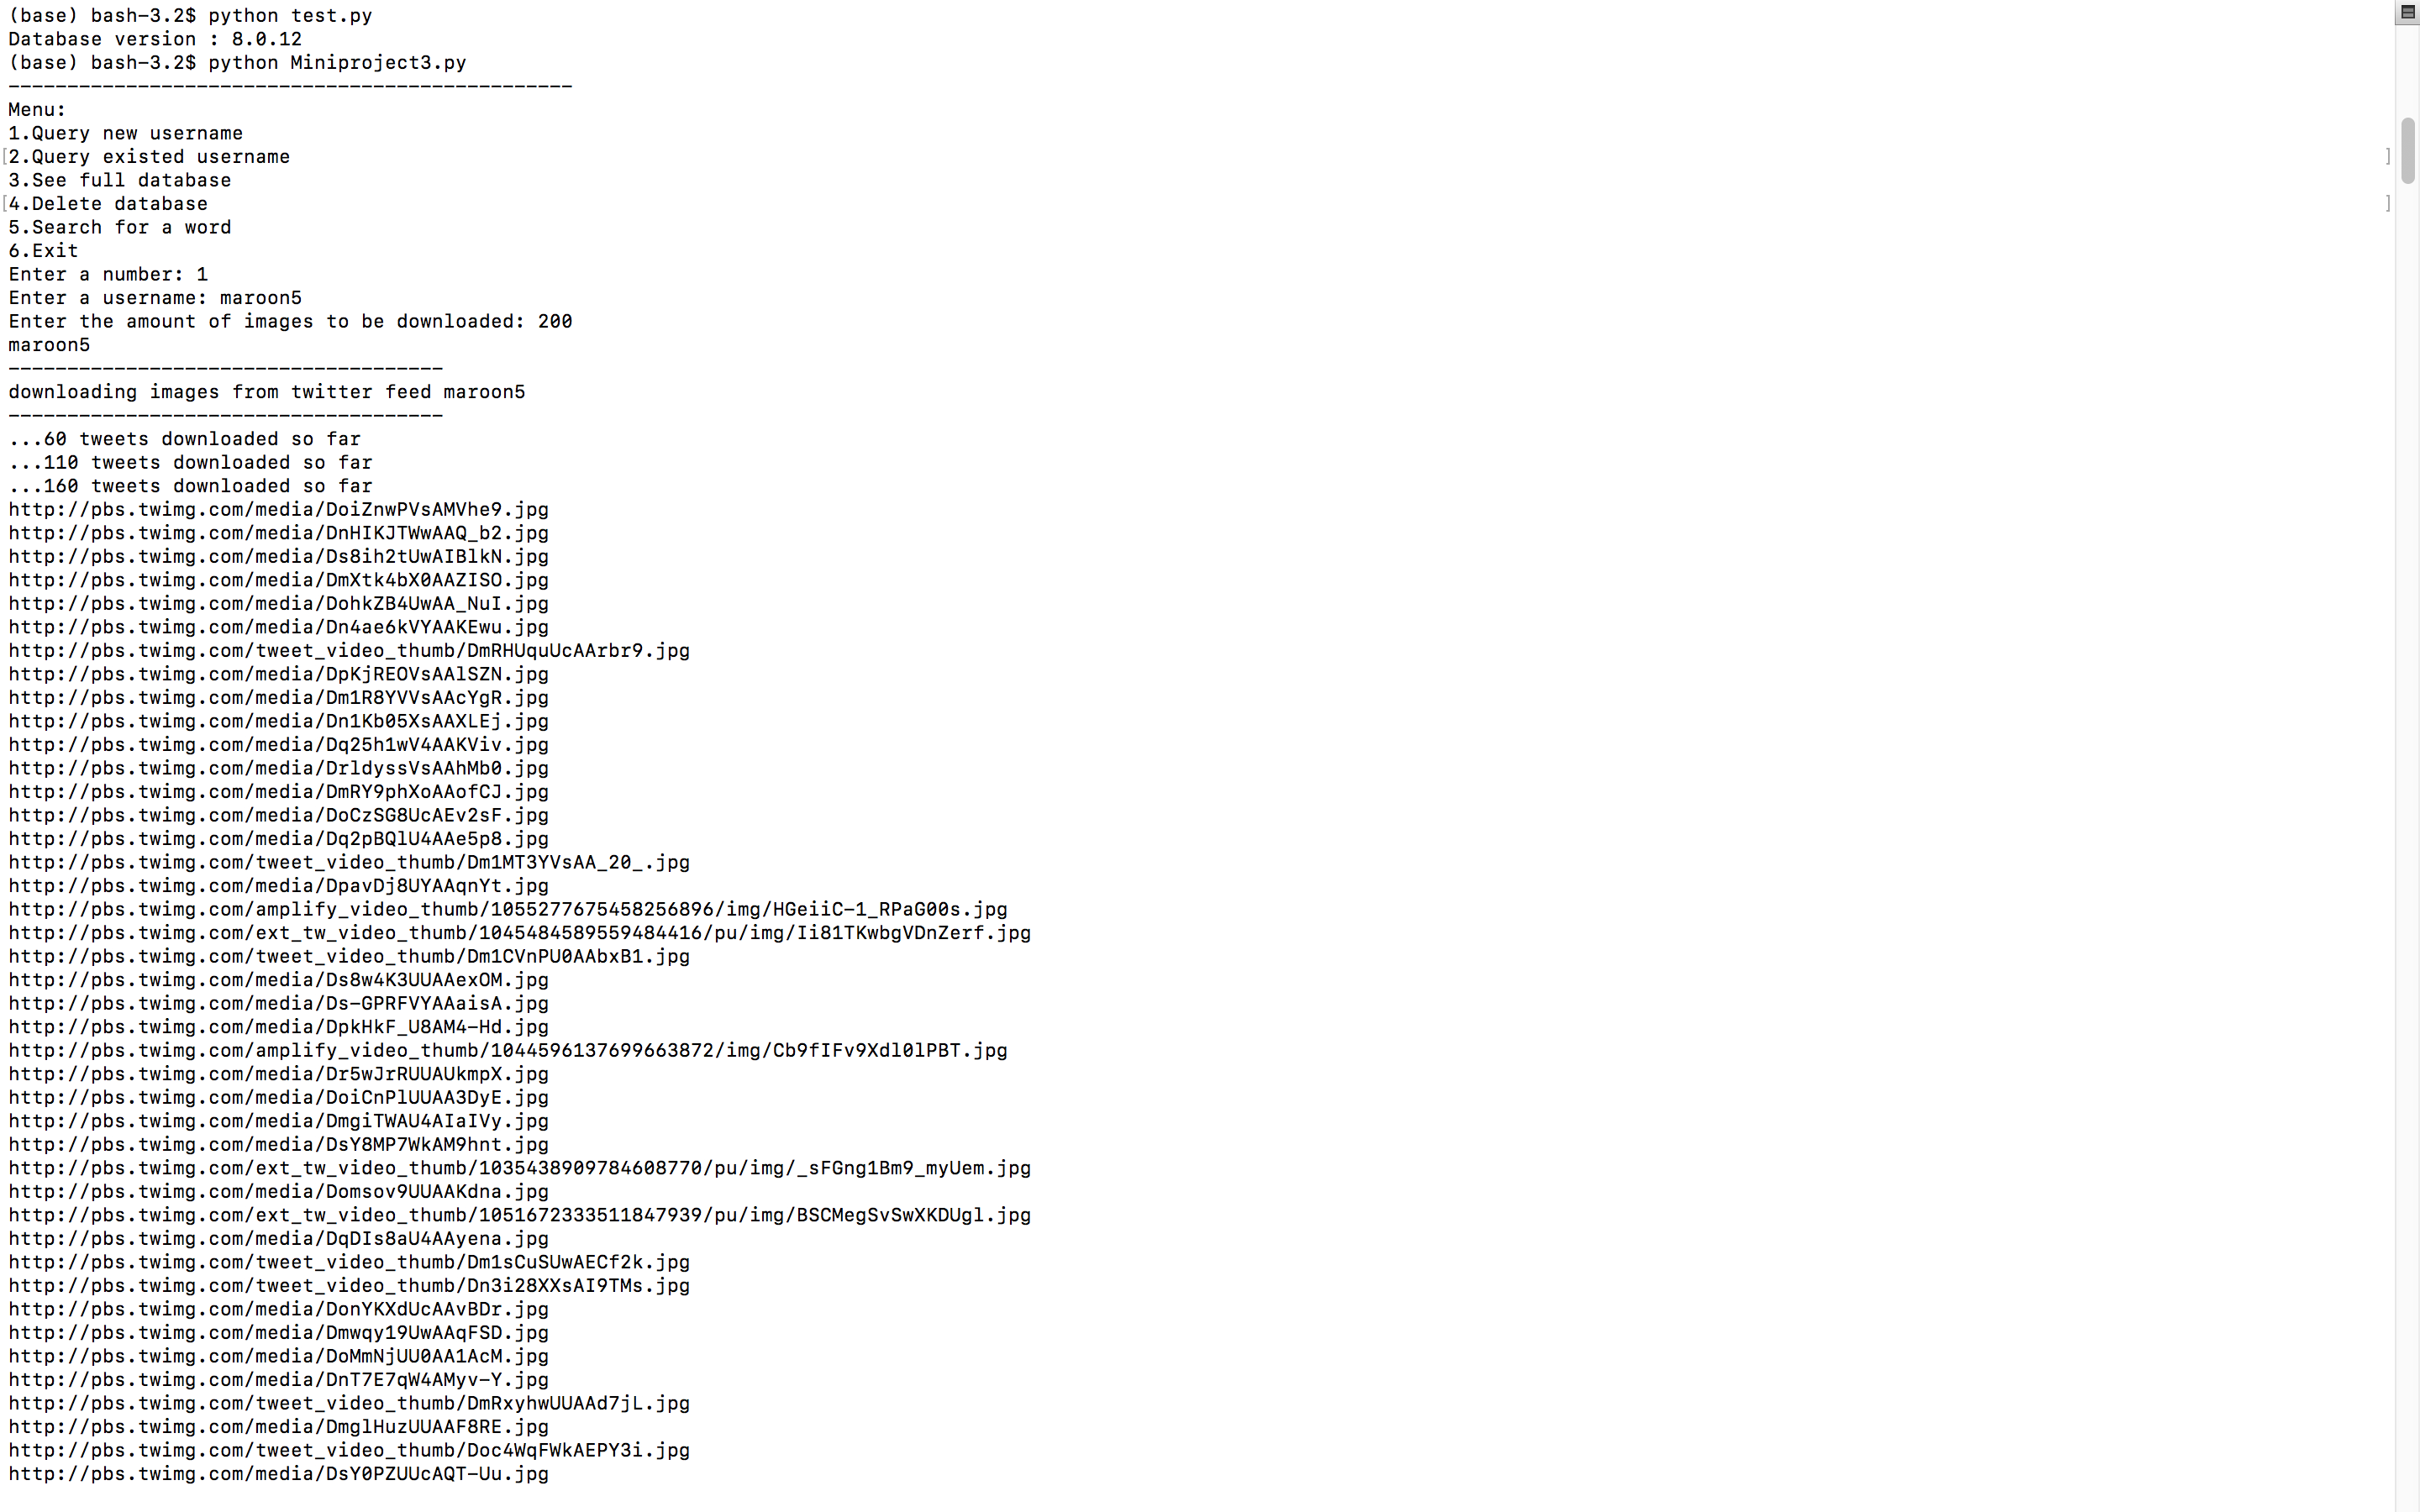 (base) bash-3.2$ python test.py
Database version : 8.0.12
(base) bash-3.2$ python Miniproject3.py
------------------------------------------------
Menu:
1.Query new username
[2.Query existed username ]
3.See full database
[4.Delete database ]
5.Search for a word
6.Exit
Enter a number: 1
Enter a username: maroon5
Enter the amount of images to be downloaded: 200
maroon5
-------------------------------------
downloading images from twitter feed maroon5
-------------------------------------
...60 tweets downloaded so far
...110 tweets downloaded so far
...160 tweets downloaded so far
http://pbs.twimg.com/media/DoiZnwPVsAMVhe9.jpg
http://pbs.twimg.com/media/DnHIKJTWwAAQ_b2.jpg
http://pbs.twimg.com/media/Ds8ih2tUwAIBlkN.jpg
http://pbs.twimg.com/media/DmXtk4bX0AAZISO.jpg
http://pbs.twimg.com/media/DohkZB4UwAA_NuI.jpg
http://pbs.twimg.com/media/Dn4ae6kVYAAKEwu.jpg
http://pbs.twimg.com/tweet_video_thumb/DmRHUquUcAArbr9.jpg
http://pbs.twimg.com/media/DpKjREOVsAAlSZN.jpg
http://pbs.twimg.com/media/Dm1R8YVVsAAcYgR.jpg
http://pbs.twimg.com/media/Dn1Kb05XsAAXLEj.jpg
http://pbs.twimg.com/media/Dq25h1wV4AAKViv.jpg
http://pbs.twimg.com/media/DrldyssVsAAhMb0.jpg
http://pbs.twimg.com/media/DmRY9phXoAAofCJ.jpg
http://pbs.twimg.com/media/DoCzSG8UcAEv2sF.jpg
http://pbs.twimg.com/media/Dq2pBQlU4AAe5p8.jpg
http://pbs.twimg.com/tweet_video_thumb/Dm1MT3YVsAA_20_.jpg
http://pbs.twimg.com/media/DpavDj8UYAAqnYt.jpg
http://pbs.twimg.com/amplify_video_thumb/1055277675458256896/img/HGeiiC-1_RPaG00s.jpg
http://pbs.twimg.com/ext_tw_video_thumb/1045484589559484416/pu/img/Ii81TKwbgVDnZerf.jpg
http://pbs.twimg.com/tweet_video_thumb/Dm1CVnPU0AAbxB1.jpg
http://pbs.twimg.com/media/Ds8w4K3UUAAexOM.jpg
http://pbs.twimg.com/media/Ds-GPRFVYAAaisA.jpg
http://pbs.twimg.com/media/DpkHkF_U8AM4-Hd.jpg
http://pbs.twimg.com/amplify_video_thumb/1044596137699663872/img/Cb9fIFv9Xdl0lPBT.jpg
http://pbs.twimg.com/media/Dr5wJrRUUAUkmpX.jpg
http://pbs.twimg.com/media/DoiCnPlUUAA3DyE.jpg
http://pbs.twimg.com/media/DmgiTWAU4AIaIVy.jpg
http://pbs.twimg.com/media/DsY8MP7WkAM9hnt.jpg
http://pbs.twimg.com/ext_tw_video_thumb/1035438909784608770/pu/img/_sFGng1Bm9_myUem.jpg
http://pbs.twimg.com/media/Domsov9UUAAKdna.jpg
http://pbs.twimg.com/ext_tw_video_thumb/1051672333511847939/pu/img/BSCMegSvSwXKDUgl.jpg
http://pbs.twimg.com/media/DqDIs8aU4AAyena.jpg
http://pbs.twimg.com/tweet_video_thumb/Dm1sCuSUwAECf2k.jpg
http://pbs.twimg.com/tweet_video_thumb/Dn3i28XXsAI9TMs.jpg
http://pbs.twimg.com/media/DonYKXdUcAAvBDr.jpg
http://pbs.twimg.com/media/Dmwqy19UwAAqFSD.jpg
http://pbs.twimg.com/media/DoMmNjUU0AA1AcM.jpg
http://pbs.twimg.com/media/DnT7E7qW4AMyv-Y.jpg
http://pbs.twimg.com/tweet_video_thumb/DmRxyhwUUAAd7jL.jpg
http://pbs.twimg.com/media/DmglHuzUUAAF8RE.jpg
http://pbs.twimg.com/tweet_video_thumb/Doc4WqFWkAEPY3i.jpg
http://pbs.twimg.com/media/DsY0PZUUcAQT-Uu.jpg